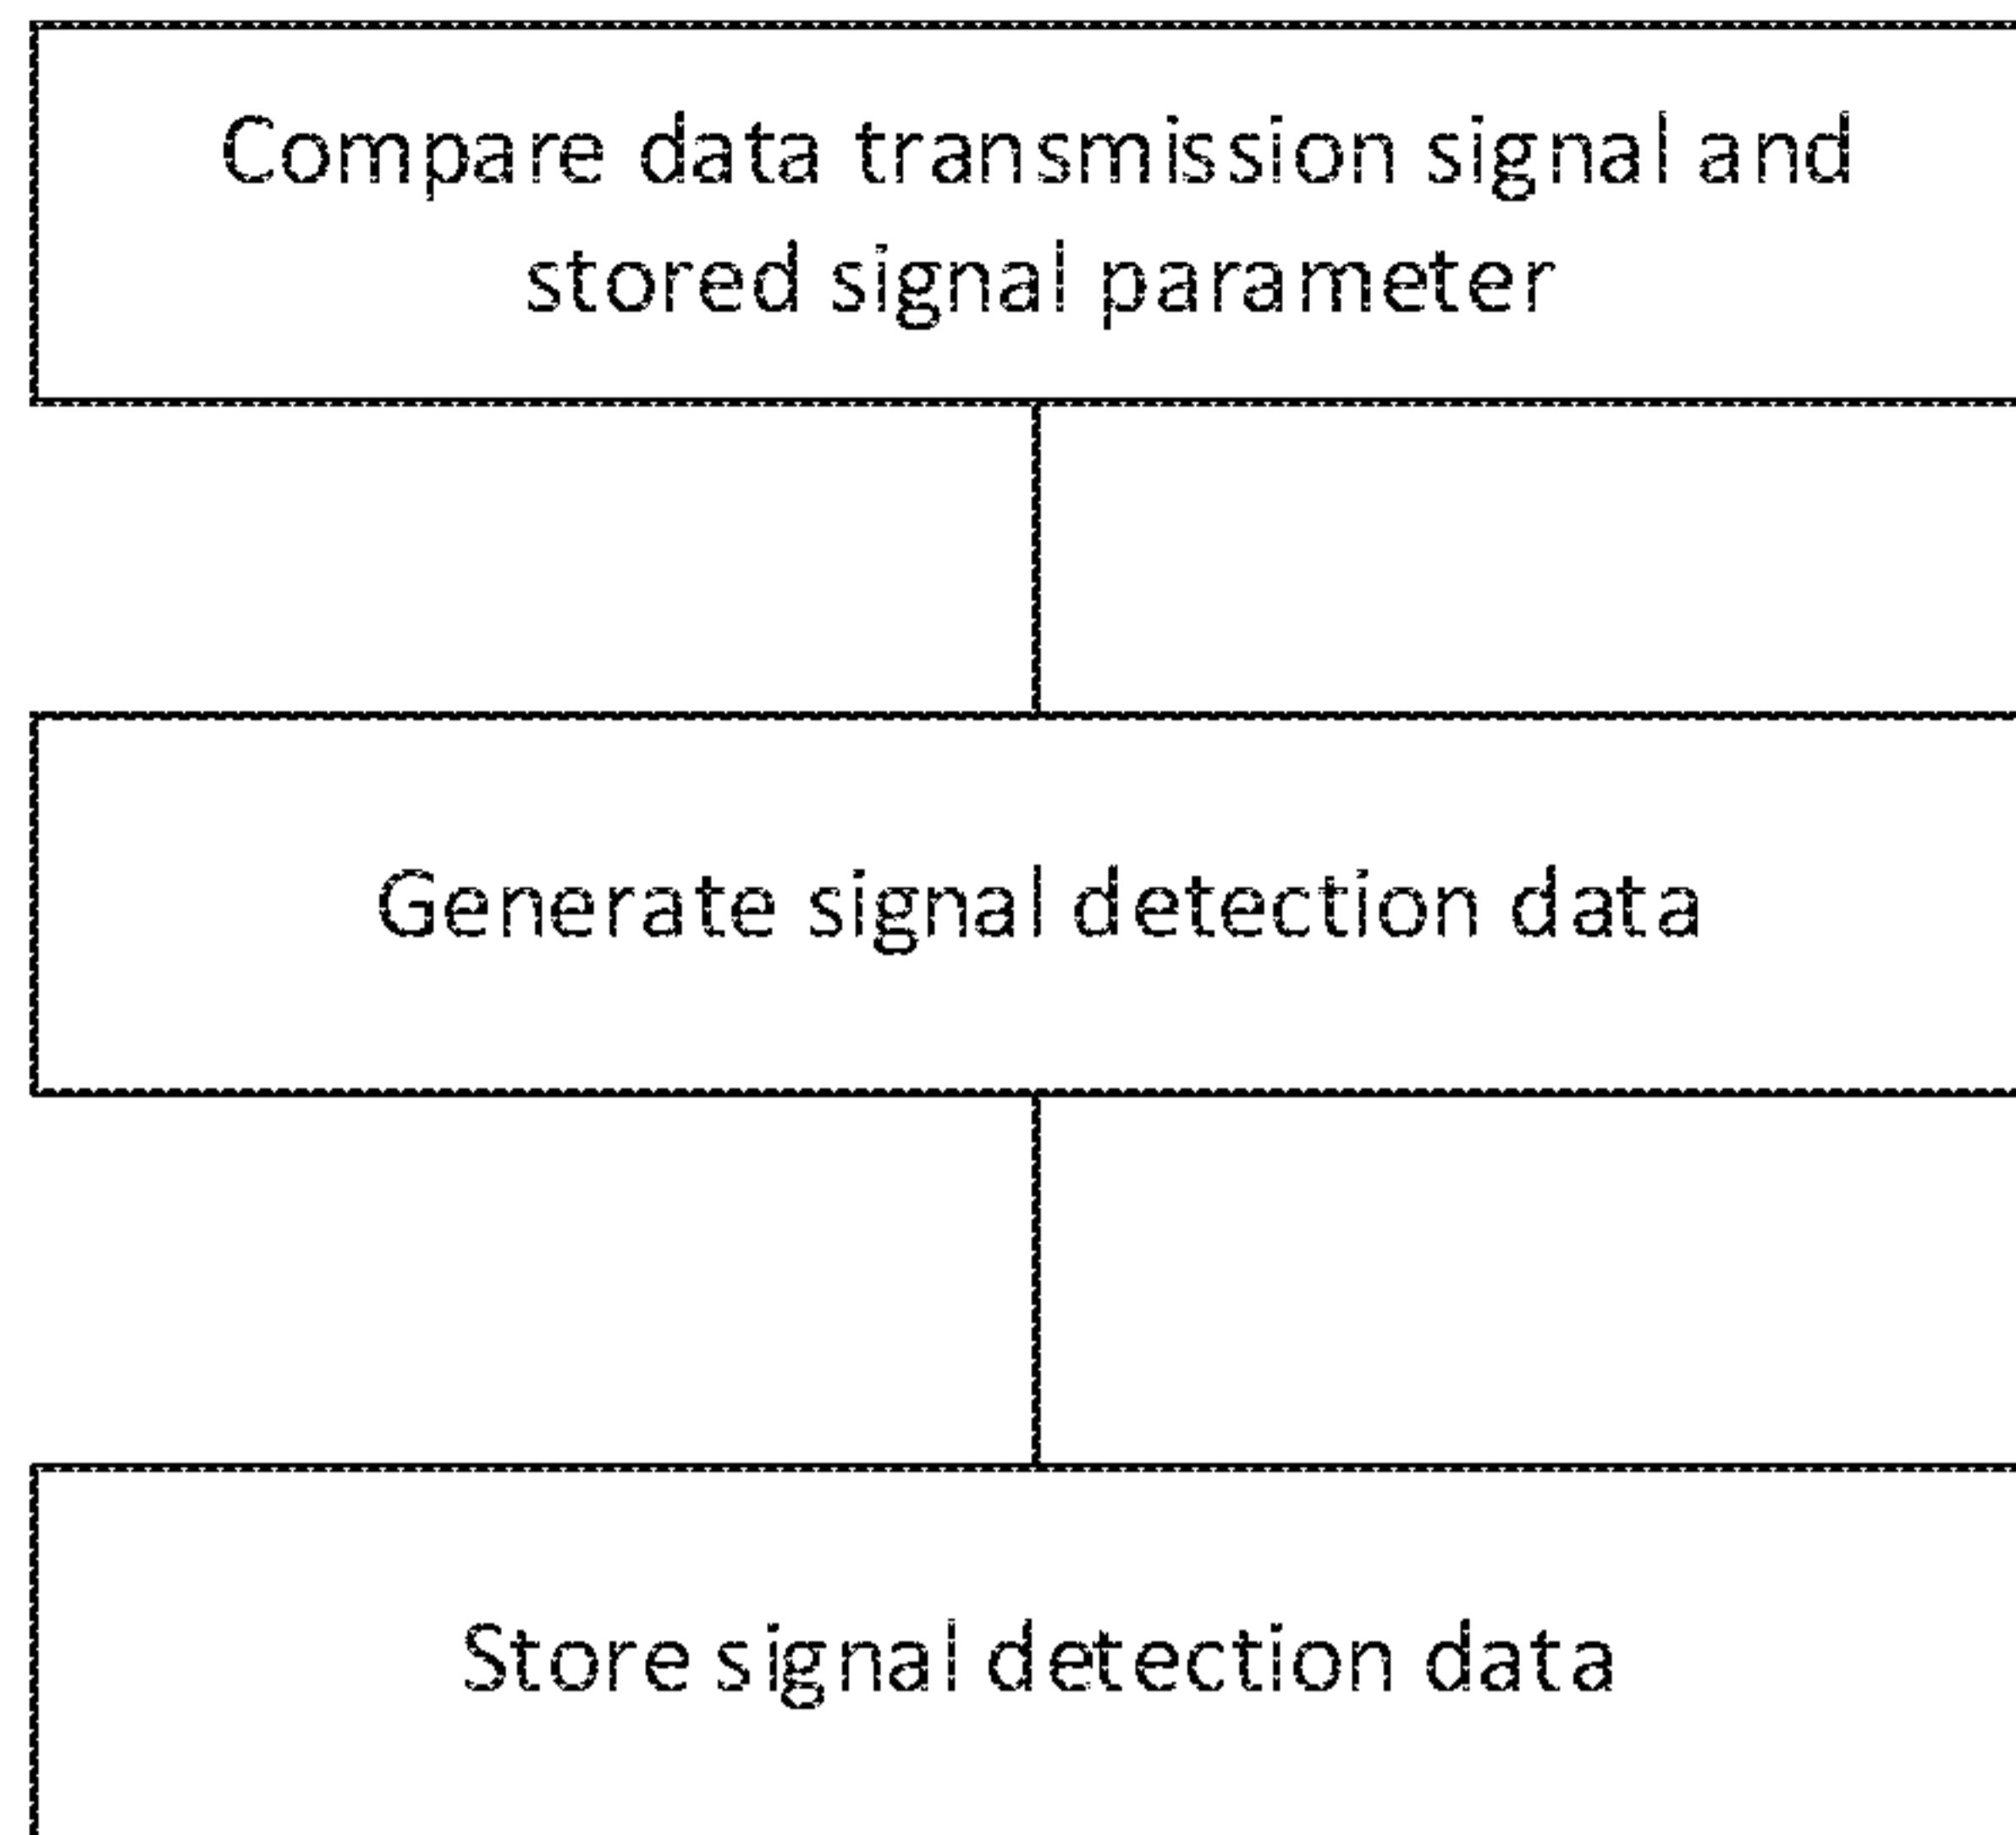 Compare data transmission signal and
stored signal parameter
Generate signal detection data
Store signal detection data